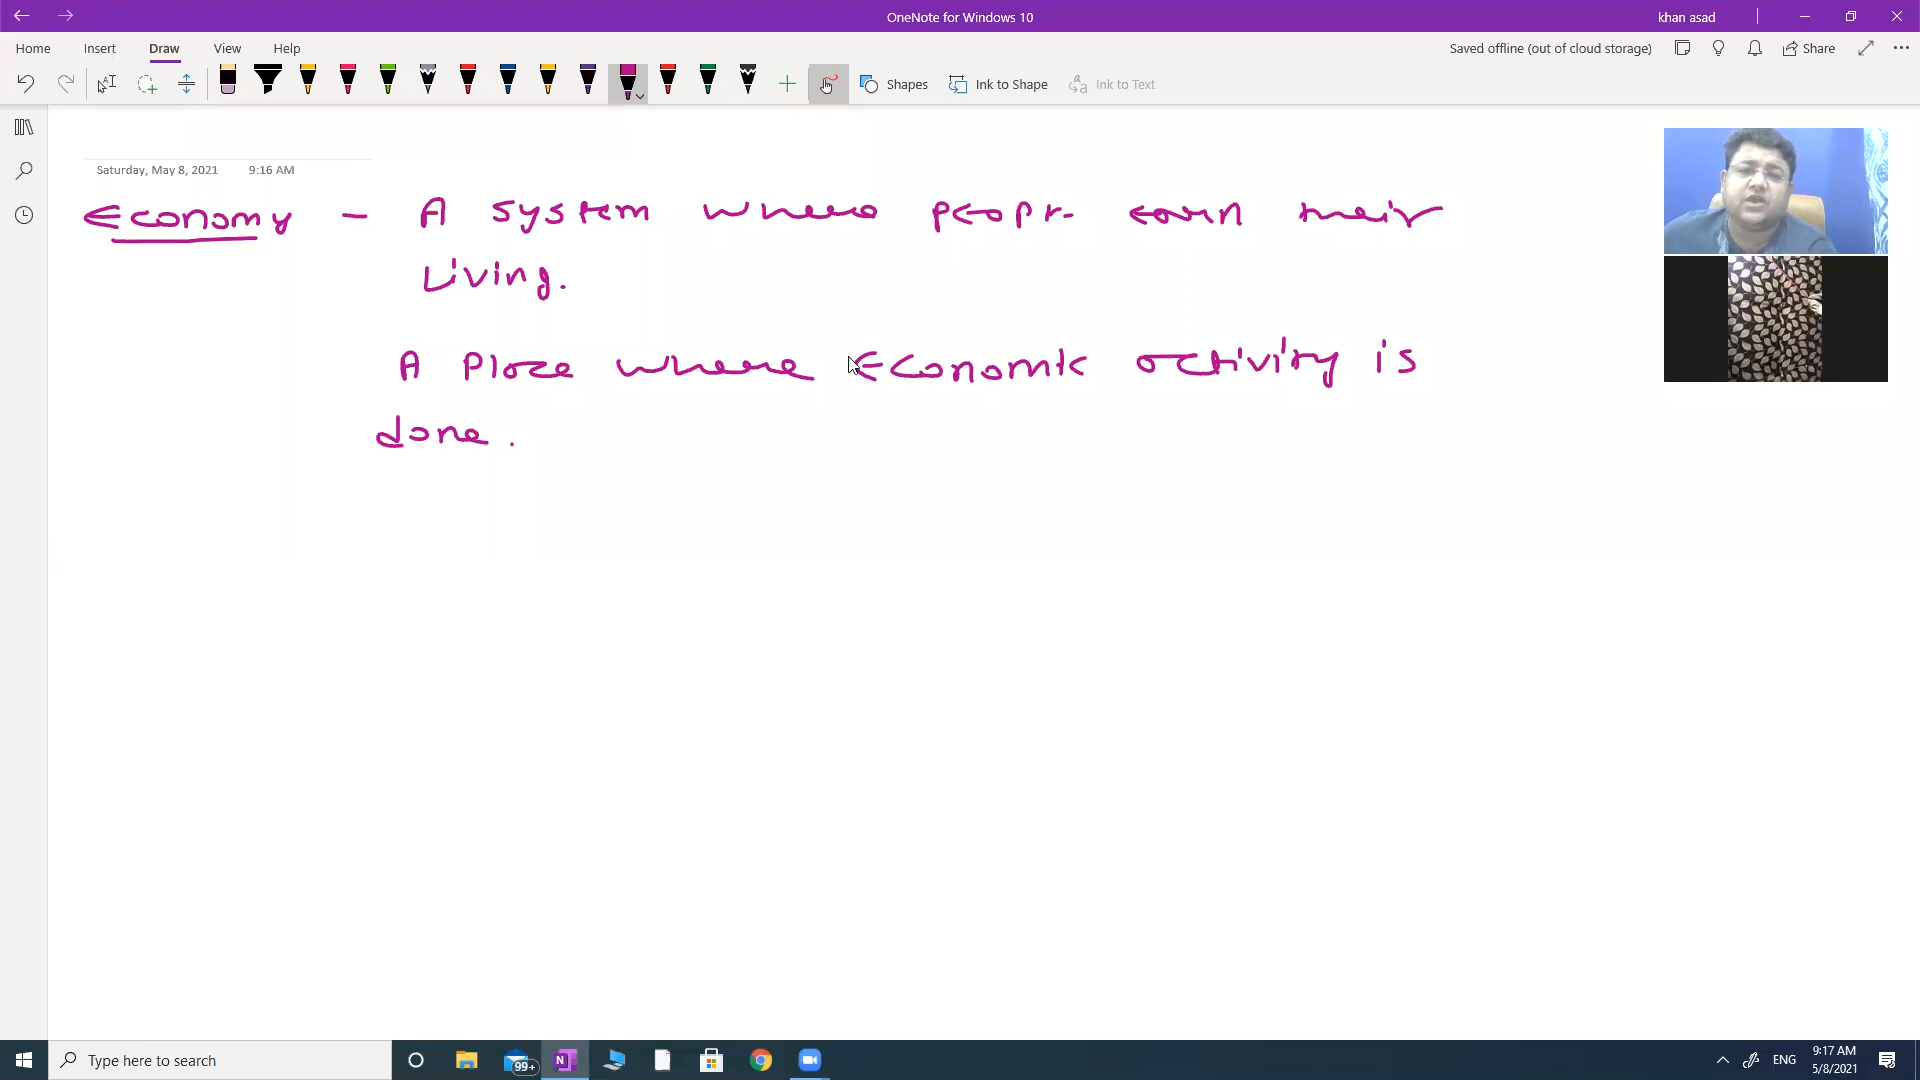 OneNote for Windows 10
khan asad
Home Insert Draw View Help
Saved offline (out of cloud storage)
Share
Shapes
Ink to Shape
Ink to Text
Saturday, May 8, 2021 9:16 AM
Economy - A system where people earn their
Living.
A Place where Economic activity is
done.
Type here to search
99+
ENG
9:17 AM
5/8/2021